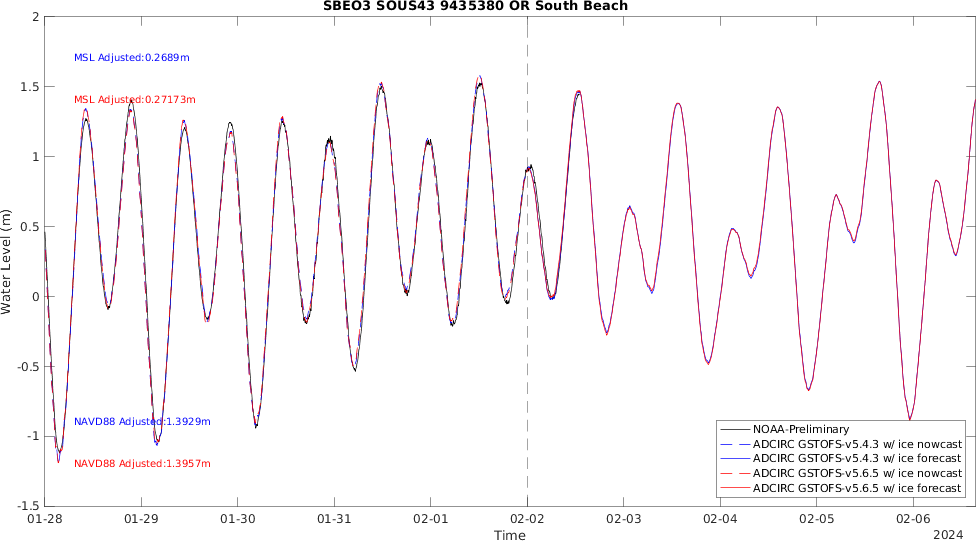 SBEO3 SOUS43 9435380 OR South Beach
2
1.5
1
0.5
0
-0.5
-1
-1.5
Water Level (m)
MSL Adjusted:0.2689m
MSL Adjusted:0.27173m
NAVD88 Adjusted:1.3929m
NAVD88 Adjusted:1.3957m
NOAA-Preliminary
ADCIRC GSTOFS-v5.4.3 w/ ice nowcast
ADCIRC GSTOFS-v5.4.3 w/ ice forecast
ADCIRC GSTOFS-v5.6.5 w/ ice nowcast
ADCIRC GSTOFS-v5.6.5 w/ ice forecast
01-28 01-29 01-30 01-31 02-01 02-02 02-03 02-04 02-05 02-06
Time
2024